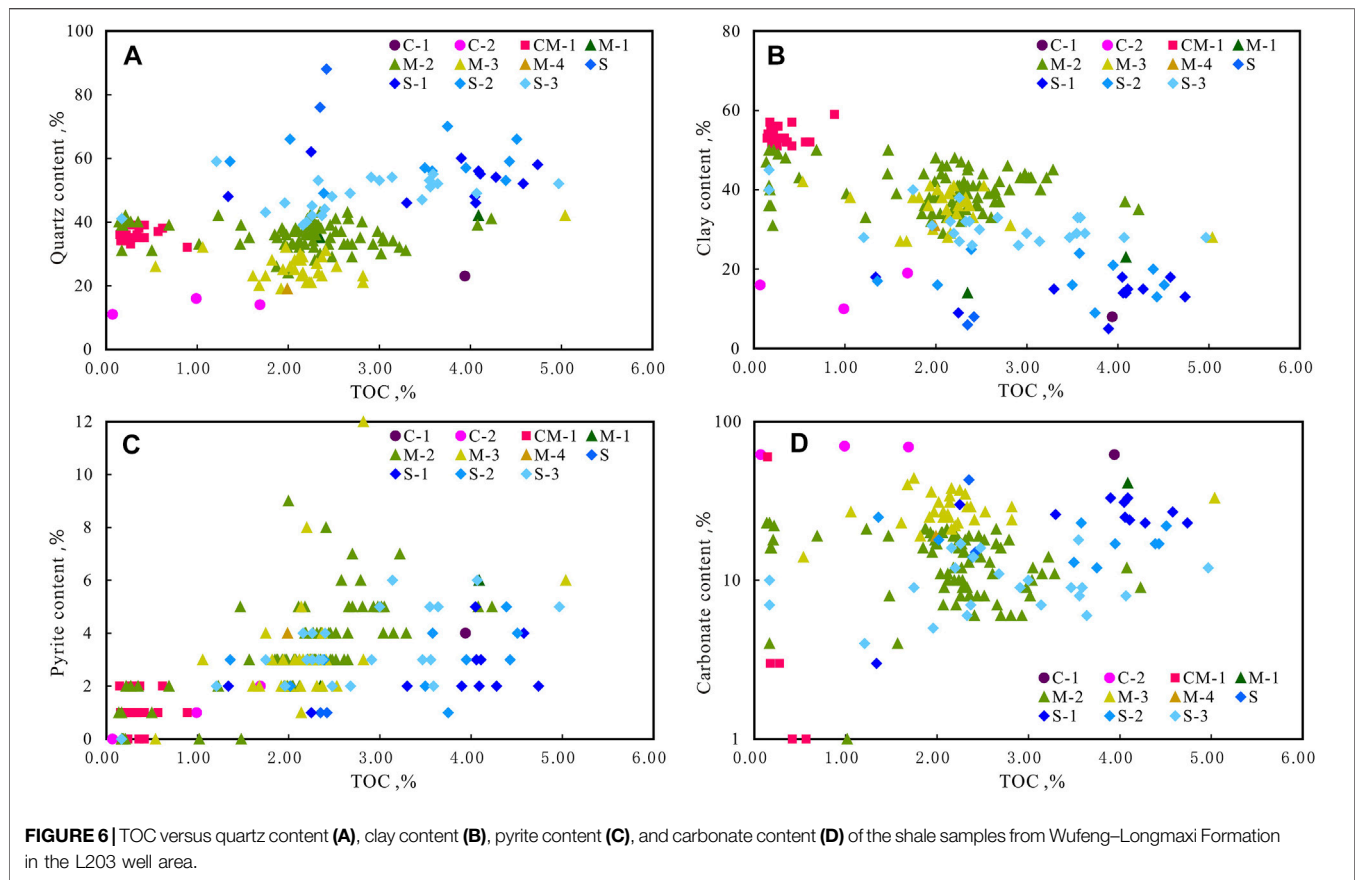 A
C-1 C-2 CM-1 M-1
M-2 M-3 M-4 S
S-1 S-2 S-3
Quartz content ,%
100
80
60
40
20
0
0.00 1.00 2.00 3.00 4.00 5.00 6.00
TOC ,%
B
C-1 C-2 CM-1 M-1
M-2 M-3 M-4 S
S-1 S-2 S-3
Clay content ,%
80
60
40
20
0
0.00 1.00 2.00 3.00 4.00 5.00 6.00
TOC ,%
C
C-1 C-2 CM-1 M-1
M-2 M-3 M-4 S
S-1 S-2 S-3
Pyrite content ,%
12
10
8
6
4
2
0
0.00 1.00 2.00 3.00 4.00 5.00 6.00
TOC ,%
D
Carbonate content ,%
100
10
1
C-1 C-2 CM-1 M-1
M-2 M-3 M-4 S
S-1 S-2 S-3
0.00 1.00 2.00 3.00 4.00 5.00 6.00
TOC ,%
FIGURE 6 | TOC versus quartz content (A), clay content (B), pyrite content (C), and carbonate content (D) of the shale samples from Wufeng–Longmaxi Formation
in the L203 well area.